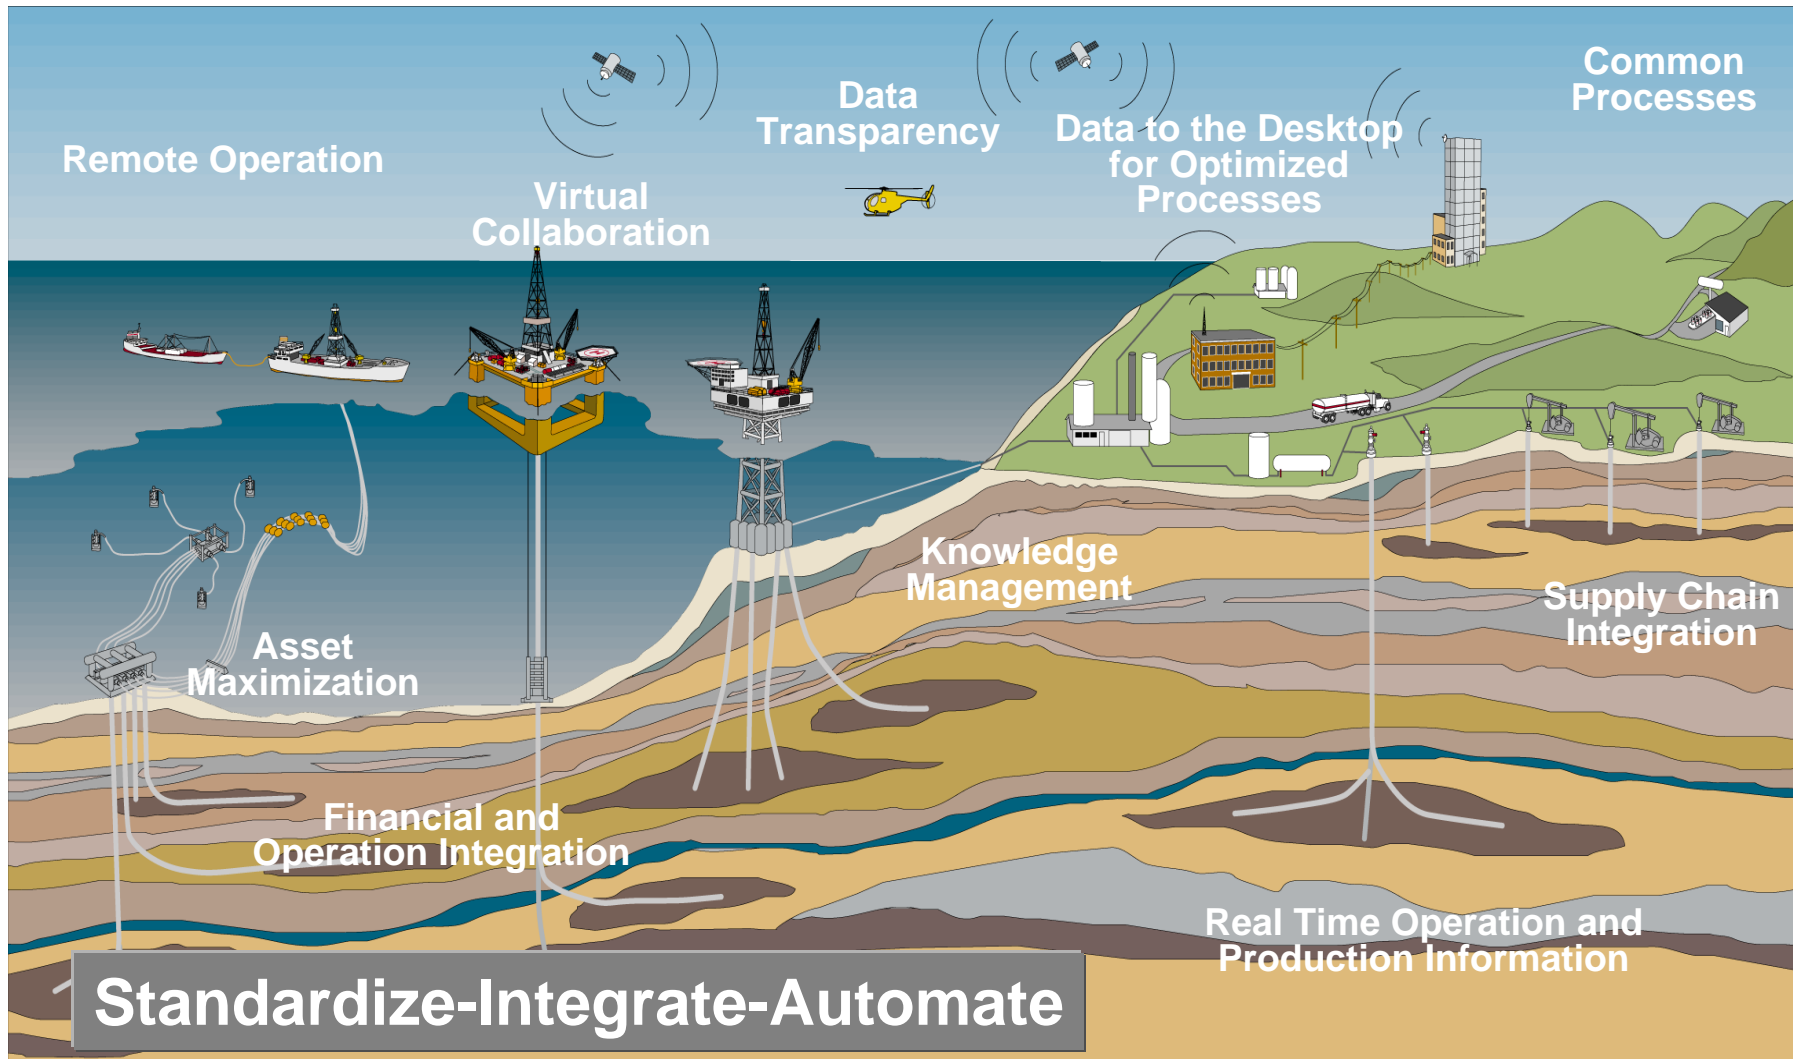 Common
Processes
Data
Transparency
Data to the Desktop
for Optimized
Processes
Remote Operation
Virtual
Collaboration
Knowledge
Management
Supply Chain
Integration
Asset
Maximization
Financial and
Operation Integration
Real Time Operation and
Production Information
Standardize-Integrate-Automate